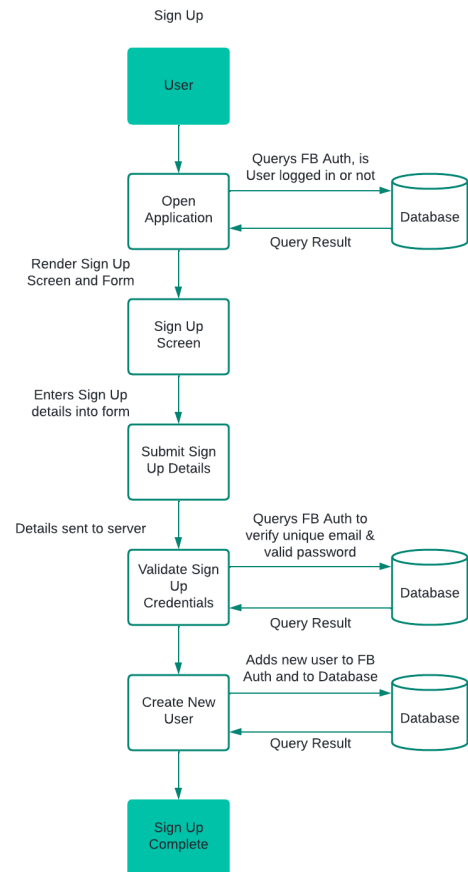 Sign Up
User
Querys FB Auth, is
User logged in or not
Open
Application
Database
Query Result
Render Sign Up
Screen and Form
Sign Up
Screen
Enters Sign Up
details into form
Submit Sign
Up Details
Details sent to server
Querys FB Auth to
verify unique email &
valid password
Validate Sign
Up
Credentials
Database
Query Result
Adds new user to FB
Auth and to Database
Create New
User
Database
Query Result
Sign Up
Complete